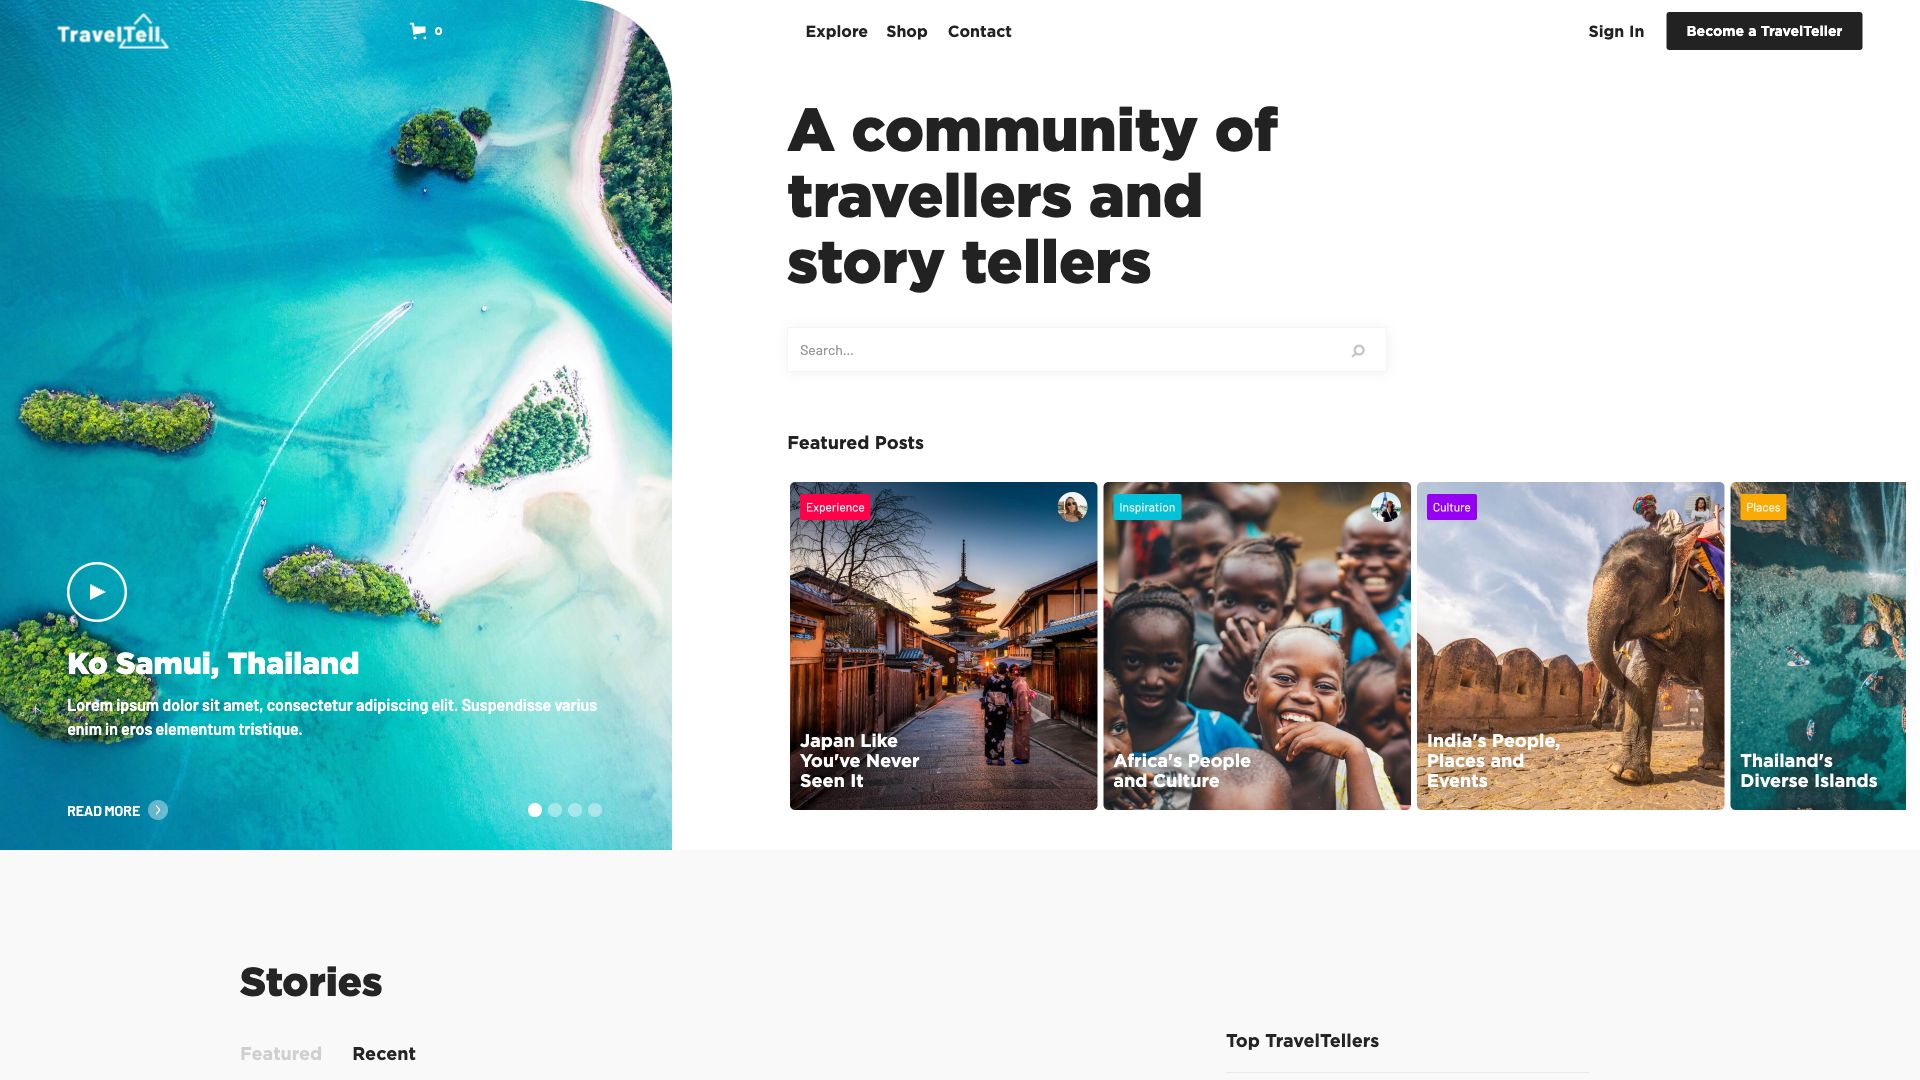 TravelTell
0
Explore Shop Contact
Sign In
Become a TravelTeller
A community of
travellers and
story tellers
Search...
Featured Posts
Experience
Japan Like
You've Never
Seen It
Inspiration
Africa's People
and Culture
Culture
India's People,
Places and
Events
Places
Thailand's
Diverse Islands
Ko Samui, Thailand
Lorem ipsum dolor sit amet, consectetur adipiscing elit. Suspendisse varius
enim in eros elementum tristique.
READ MORE
Stories
Featured Recent
Top TravelTellers